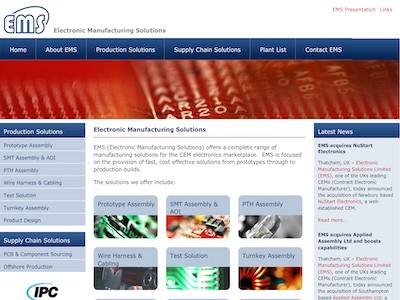 EMS
Electronic Manufacturing Solutions
EMS Presentation Links
Home About EMS Production Solutions Supply Chain Solutions Plant List Contact EMS
Production Solutions
Prototype Assembly
SMT Assembly & AOI
PTH Assembly
Wire Harness & Cabling
Test Solution
Turnkey Assembly
Product Design
Supply Chain Solutions
PCB & Component Sourcing
Offshore Production
IPC
Electronic Manufacturing Solutions
EMS (Electronic Manufacturing Solutions) offers a complete range of
manufacturing solutions for the CEM electronics marketplace. EMS is focused
on the provision of fast, cost effective solutions from prototypes through to
production builds.
The solutions we offer include:
Prototype Assembly
SMT Assembly &
AOI
PTH Assembly
Wire Harness &
Cabling
Test Solution
Turnkey Assembly
Latest News
EMS acquires NuStart
Electronics
Thatcham, UK – Electronic
Manufacturing Solutions Limited
(EMS), one of the UKs leading
CEMs (Contract Electronic
Manufacturer), today announced
the acquisition of Newbury based
NuStart Electronics, a well-
established CEM.
Read more...
EMS acquires Applied
Assembly Ltd and boosts
capabilities
Thatcham, UK – Electronic
Manufacturing Solutions Limited
(EMS), one of the UKs leading
CEMs (Contract Electronic
Manufacturer), today announced
the acquisition of Southampton
based Applied Assembly Ltd., a